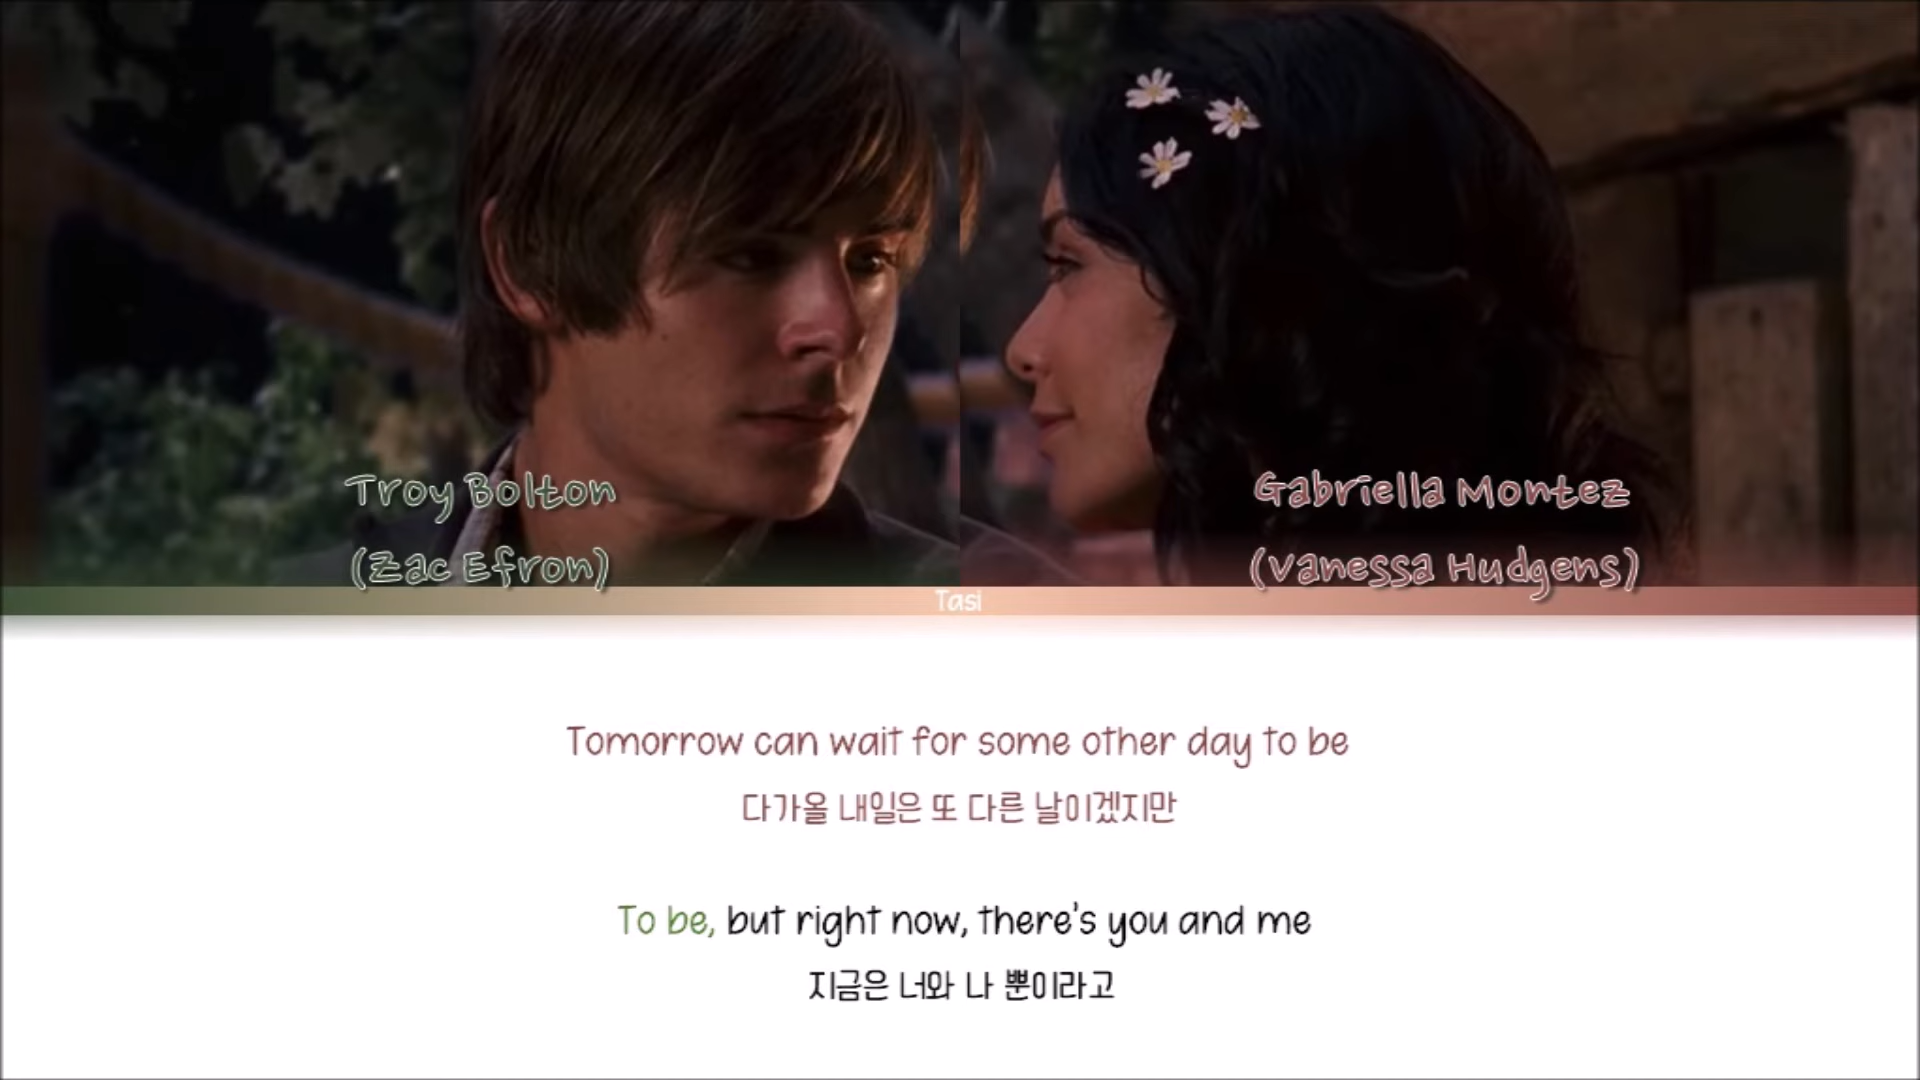 Troy Bolton
(Zac Efron)
Gabriella Montez
(Vanessa Hudgens)
Tasi
Tomorrow can wait for some other day to be
다가올 내일은 또 다른 날이겠지만
To be, but right now, there's you and me
지금은 너와 나 뿐이라고